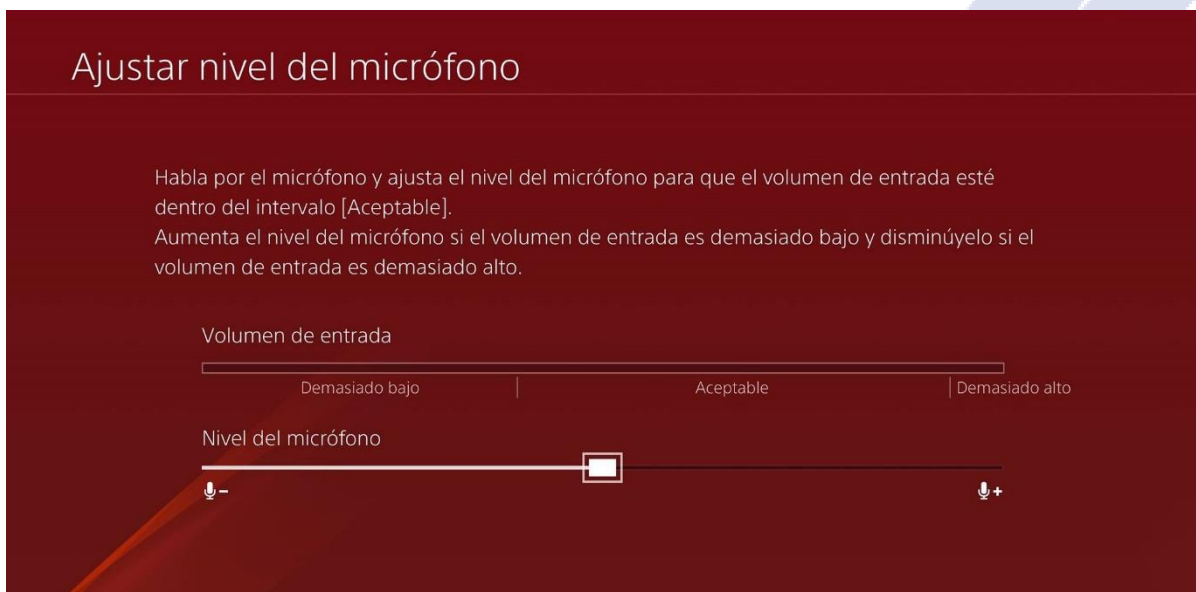 Ajustar nivel del micrófono
Habla por el micrófono y ajusta el nivel del micrófono para que el volumen de entrada esté
dentro del intervalo [Aceptable].
Aumenta el nivel del micrófono si el volumen de entrada es demasiado bajo y disminúyelo si el
volumen de entrada es demasiado alto.
Volumen de entrada
Demasiado bajo Aceptable Demasiado alto
Nivel del micrófono
- +